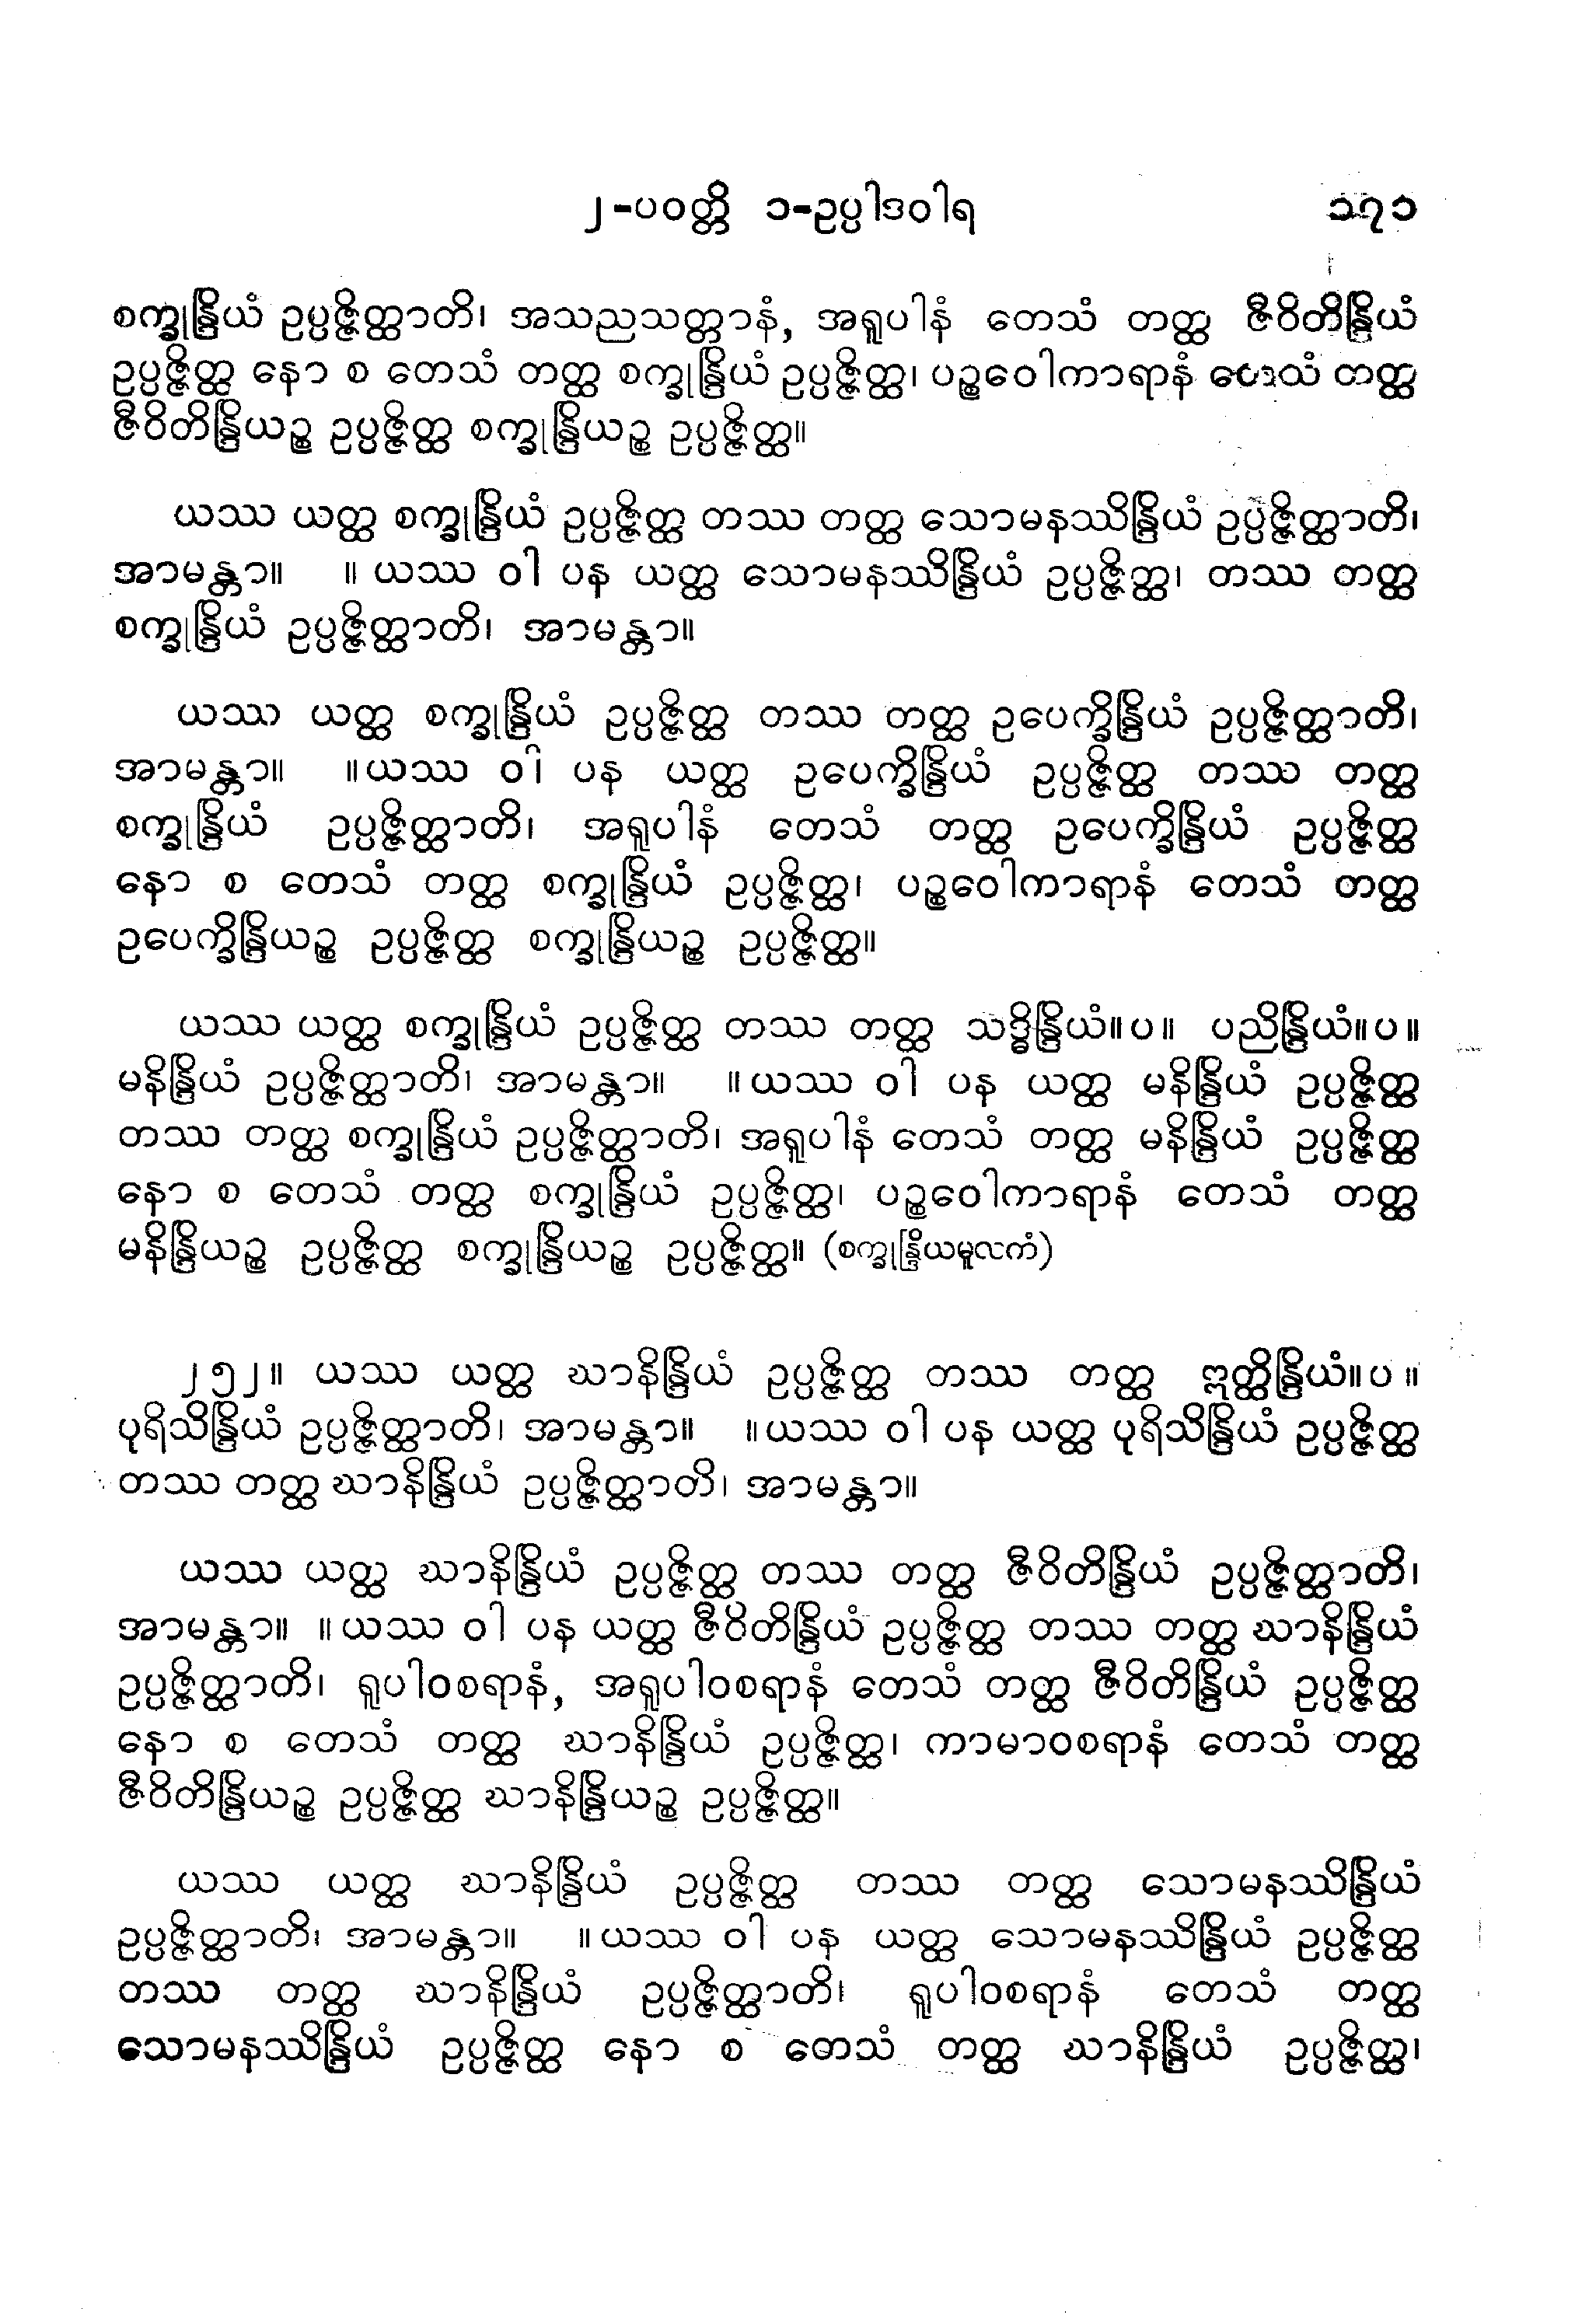 ၂-ပဝတ္တိ ၁-ဥပ္ပါဒဝါရ ၁၇၁
စက္ခုန္ဒြိယံ ဥပ္ပဇ္ဇိတ္ထာတိ၊ အသညသတ္တာနံ, အရူပါနံ တေသံ တတ္ထ ဇီဝိတိန္ဒြိယံ
ဥပ္ပဇ္ဇိတ္ထ နော စ တေသံ တတ္ထ စက္ခုန္ဒြိယံ ဥပ္ပဇ္ဇိတ္ထ၊ ပဉ္စဝေါကာရာနံ တေသံ တတ္ထ
ဇီဝိတိန္ဒြိယဉ္စ ဥပ္ပဇ္ဇိတ္ထ စက္ခုန္ဒြိယဉ္စ ဥပ္ပဇ္ဇိတ္ထ။
ယဿ ယတ္ထ စက္ခုန္ဒြိယံ ဥပ္ပဇ္ဇိတ္ထ တဿ တတ္ထ သောမနဿိန္ဒြိယံ ဥပ္ပဇ္ဇိတ္ထာတိ၊
အာမန္တာ။ ။ယဿ ဝါ ပန ယတ္ထ သောမနဿိန္ဒြိယံ ဥပ္ပဇ္ဇိတ္ထ၊ တဿ တတ္ထ
စက္ခုန္ဒြိယံ ဥပ္ပဇ္ဇိတ္ထာတိ၊ အာမန္တာ။
ယဿ ယတ္ထ စက္ခုန္ဒြိယံ ဥပ္ပဇ္ဇိတ္ထ တဿ တတ္ထ ဥပေက္ခိန္ဒြိယံ ဥပ္ပဇ္ဇိတ္ထာတိ၊
အာမန္တာ။ ။ယဿ ဝါ ပန ယတ္ထ ဥပေက္ခိန္ဒြိယံ ဥပ္ပဇ္ဇိတ္ထ တဿ တတ္ထ
စက္ခုန္ဒြိယံ ဥပ္ပဇ္ဇိတ္ထာတိ၊ အရူပါနံ တေသံ တတ္ထ ဥပေက္ခိန္ဒြိယံ ဥပ္ပဇ္ဇိတ္ထ
နော စ တေသံ တတ္ထ စက္ခုန္ဒြိယံ ဥပ္ပဇ္ဇိတ္ထ၊ ပဉ္စဝေါကာရာနံ တေသံ တတ္ထ
ဥပေက္ခိန္ဒြိယဉ္စ ဥပ္ပဇ္ဇိတ္ထ စက္ခုန္ဒြိယဉ္စ ဥပ္ပဇ္ဇိတ္ထ။
ယဿ ယတ္ထ စက္ခုန္ဒြိယံ ဥပ္ပဇ္ဇိတ္ထ တဿ တတ္ထ သဒ္ဓိန္ဒြိယံ။ပ။ ပညိန္ဒြိယံ။ပ။
မနိန္ဒြိယံ ဥပ္ပဇ္ဇိတ္ထာတိ၊ အာမန္တာ။ ။ယဿ ဝါ ပန ယတ္ထ မနိန္ဒြိယံ ဥပ္ပဇ္ဇိတ္ထ
တဿ တတ္ထ စက္ခုန္ဒြိယံ ဥပ္ပဇ္ဇိတ္ထာတိ၊ အရူပါနံ တေသံ တတ္ထ မနိန္ဒြိယံ ဥပ္ပဇ္ဇိတ္ထ
နော စ တေသံ တတ္ထ စက္ခုန္ဒြိယံ ဥပ္ပဇ္ဇိတ္ထ၊ ပဉ္စဝေါကာရာနံ တေသံ တတ္ထ
မနိန္ဒြိယဉ္စ ဥပ္ပဇ္ဇိတ္ထ စက္ခုန္ဒြိယဉ္စ ဥပ္ပဇ္ဇိတ္ထ။ (စက္ခုန္ဒြိယမူလကံ)
၂၅၂။ ယဿ ယတ္ထ ဃာနိန္ဒြိယံ ဥပ္ပဇ္ဇိတ္ထ တဿ တတ္ထ ဣတ္ထိန္ဒြိယံ။ပ။
ပုရိသိန္ဒြိယံ ဥပ္ပဇ္ဇိတ္ထာတိ၊ အာမန္တာ။ ။ယဿ ဝါ ပန ယတ္ထ ပုရိသိန္ဒြိယံ ဥပ္ပဇ္ဇိတ္ထ
တဿ တတ္ထ ဃာနိန္ဒြိယံ ဥပ္ပဇ္ဇိတ္ထာတိ၊ အာမန္တာ။
ယဿ ယတ္ထ ဃာနိန္ဒြိယံ ဥပ္ပဇ္ဇိတ္ထ တဿ တတ္ထ ဇီဝိတိန္ဒြိယံ ဥပ္ပဇ္ဇိတ္ထာတိ၊
အာမန္တာ။ ။ယဿ ဝါ ပန ယတ္ထ ဇီဝိတိန္ဒြိယံ ဥပ္ပဇ္ဇိတ္ထ တဿ တတ္ထ ဃာနိန္ဒြိယံ
ဥပ္ပဇ္ဇိတ္ထာတိ၊ ရူပါဝစရာနံ, အရူပါဝစရာနံ တေသံ တတ္ထ ဇီဝိတိန္ဒြိယံ ဥပ္ပဇ္ဇိတ္ထ
နော စ တေသံ တတ္ထ ဃာနိန္ဒြိယံ ဥပ္ပဇ္ဇိတ္ထ၊ ကာမာဝစရာနံ တေသံ တတ္ထ
ဇီဝိတိန္ဒြိယဉ္စ ဥပ္ပဇ္ဇိတ္ထ ဃာနိန္ဒြိယဉ္စ ဥပ္ပဇ္ဇိတ္ထ။
ယဿ ယတ္ထ ဃာနိန္ဒြိယံ ဥပ္ပဇ္ဇိတ္ထ တဿ တတ္ထ သောမနဿိန္ဒြိယံ
ဥပ္ပဇ္ဇိတ္ထာတိ၊ အာမန္တာ။ ။ယဿ ဝါ ပန ယတ္ထ သောမနဿိန္ဒြိယံ ဥပ္ပဇ္ဇိတ္ထ
တဿ တတ္ထ ဃာနိန္ဒြိယံ ဥပ္ပဇ္ဇိတ္ထာတိ၊ ရူပါဝစရာနံ တေသံ တတ္ထ
သောမနဿိန္ဒြိယံ ဥပ္ပဇ္ဇိတ္ထ နော စ တေသံ တတ္ထ ဃာနိန္ဒြိယံ ဥပ္ပဇ္ဇိတ္ထ၊